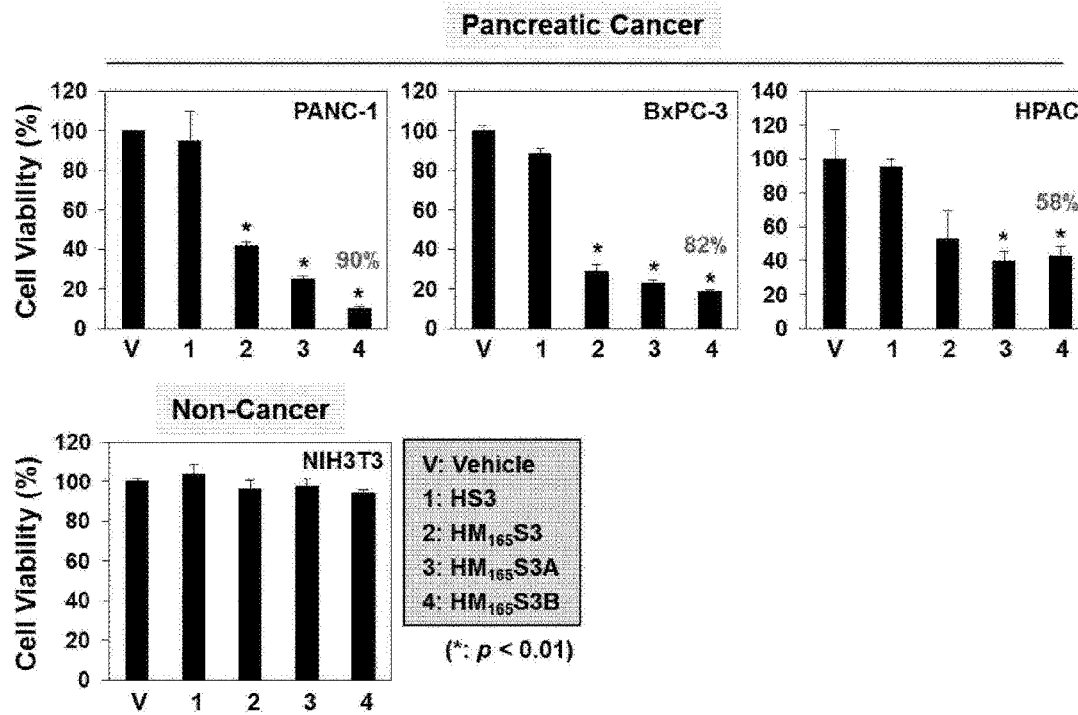 Pancreatic Cancer
Cell Viability (%)
120
100
80
60
40
20
0
PANC-1
*
*
90%
*
V 1 2 3 4
120
100
80
60
40
20
0
BxPC-3
*
*
82%
*
V 1 2 3 4
140
120
100
80
60
40
20
0
HPAC
58%
*
*
V 1 2 3 4
Non-Cancer
Cell Viability (%)
120
100
80
60
40
20
0
NIH3T3
V 1 2 3 4
V: Vehicle
1: HS3
2: HM₁₆₅S3
3: HM₁₆₅S3A
4: HM₁₆₅S3B
(*: p < 0.01)